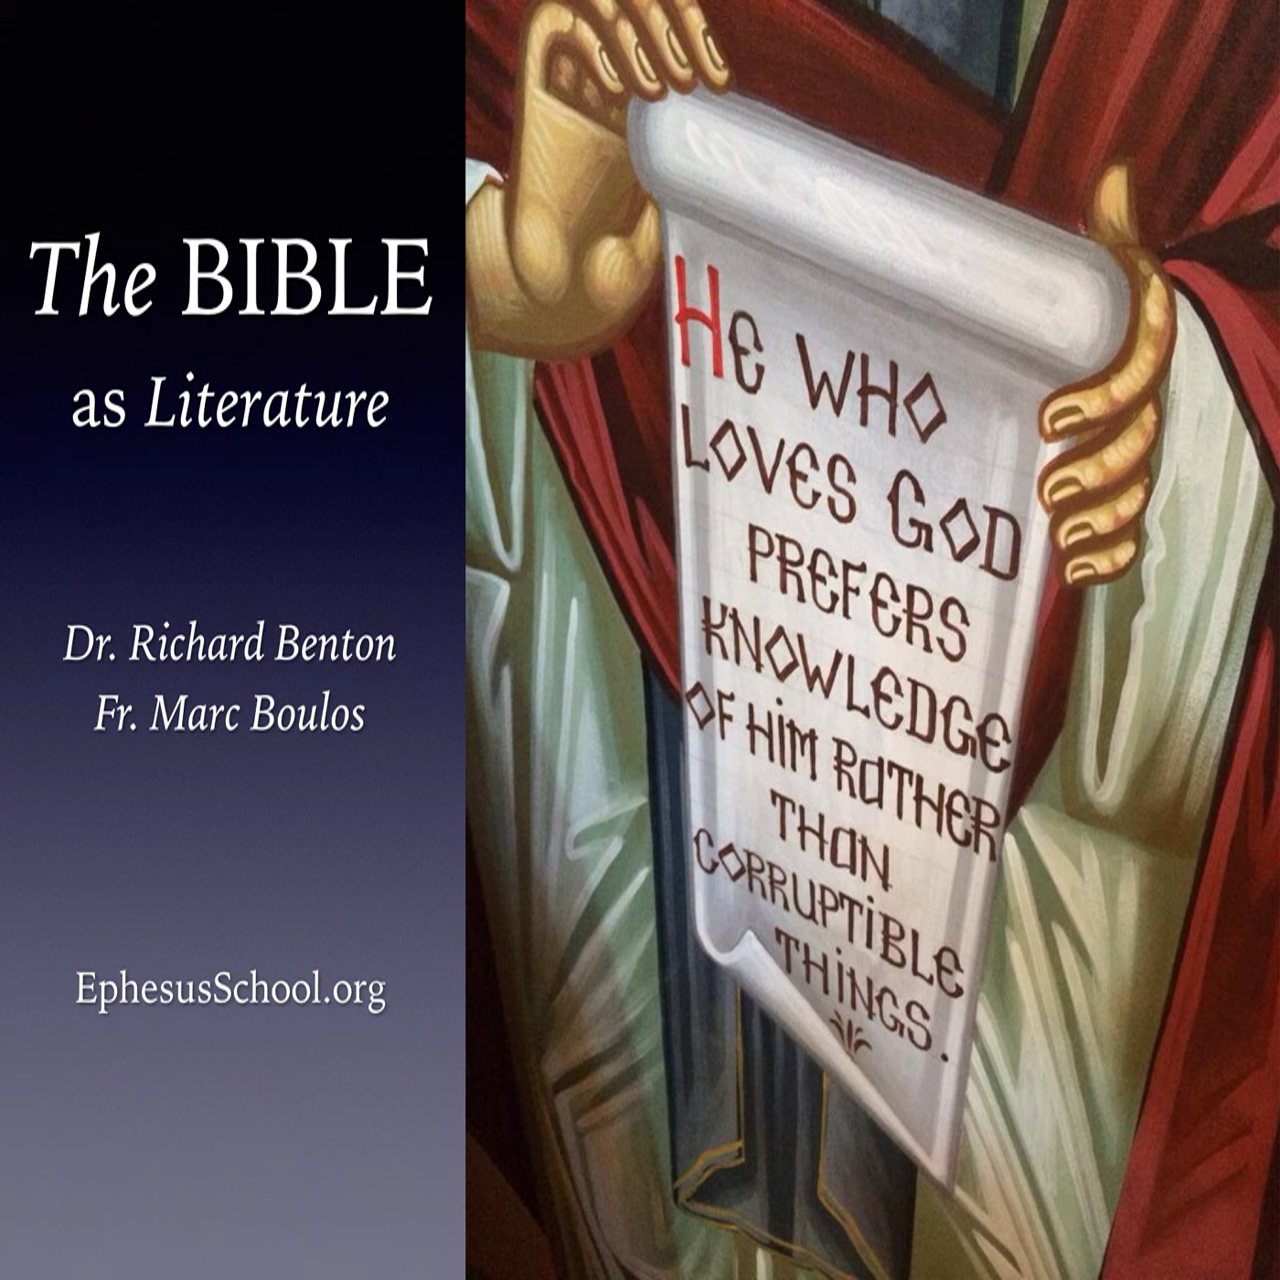 The BIBLE
as Literature
Dr. Richard Benton
Fr. Marc Boulos
EphesusSchool.org
HE WHO
LOVES GOD
PREFERS
KNOWLEDGE
OF HIM RATHER
THAN
CORRUPTIBLE
THINGS.